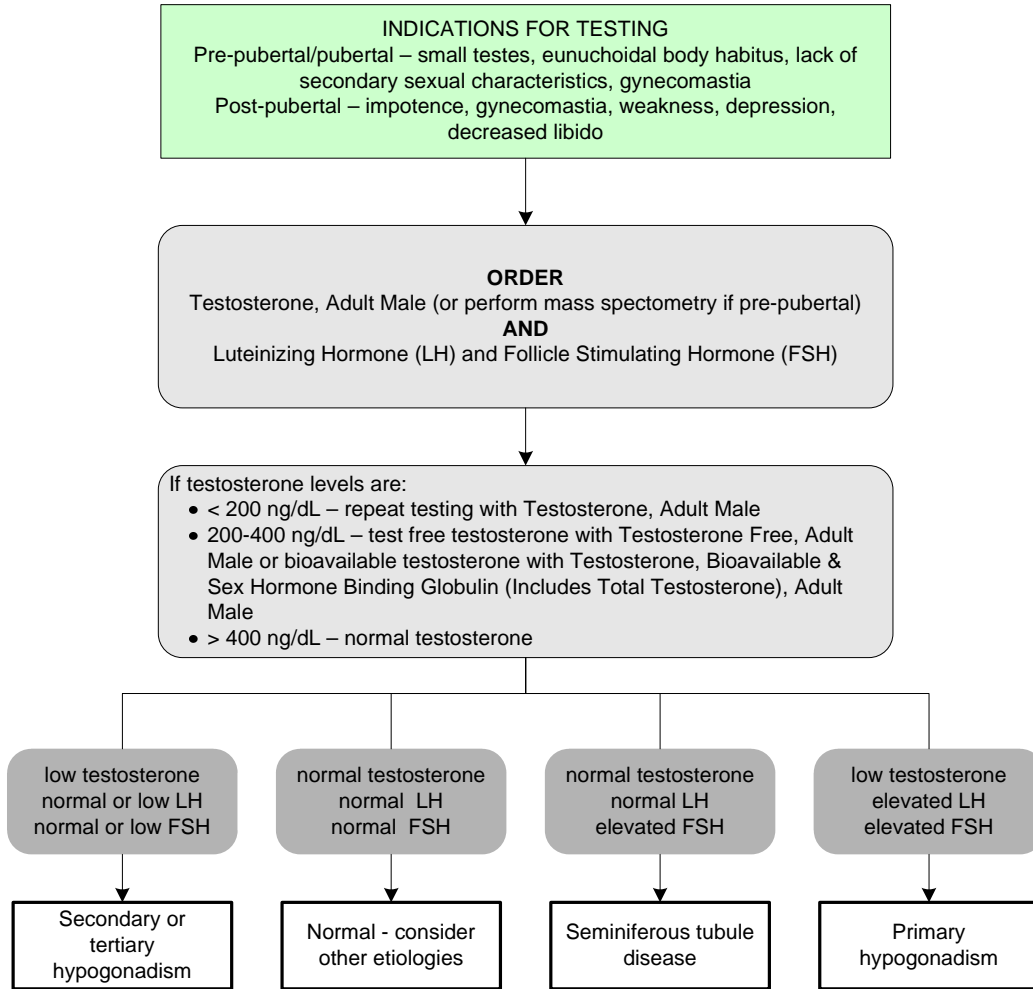 INDICATIONS FOR TESTING
Pre-pubertal/pubertal – small testes, eunuchoidal body habitus, lack of
secondary sexual characteristics, gynecomastia
Post-pubertal – impotence, gynecomastia, weakness, depression,
decreased libido
ORDER
Testosterone, Adult Male (or perform mass spectometry if pre-pubertal)
AND
Luteinizing Hormone (LH) and Follicle Stimulating Hormone (FSH)
If testosterone levels are:
• < 200 ng/dL – repeat testing with Testosterone, Adult Male
• 200-400 ng/dL – test free testosterone with Testosterone Free, Adult
Male or bioavailable testosterone with Testosterone, Bioavailable &
Sex Hormone Binding Globulin (Includes Total Testosterone), Adult
Male
• > 400 ng/dL – normal testosterone
low testosterone
normal or low LH
normal or low FSH
normal testosterone
normal LH
normal FSH
normal testosterone
normal LH
elevated FSH
low testosterone
elevated LH
elevated FSH
Secondary or
tertiary
hypogonadism
Normal - consider
other etiologies
Seminiferous tubule
disease
Primary
hypogonadism